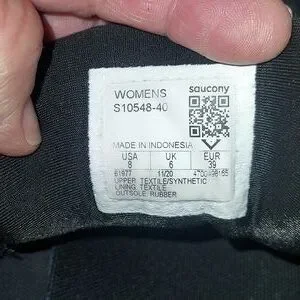 WOMENS saucony
S10548-40
MADE IN INDONESIA
USA UK EUR
8 6 39
61977 11/20
UPPER TEXTILE/SYNTHETIC
LINING TEXTILE
OUTSOLE RUBBER